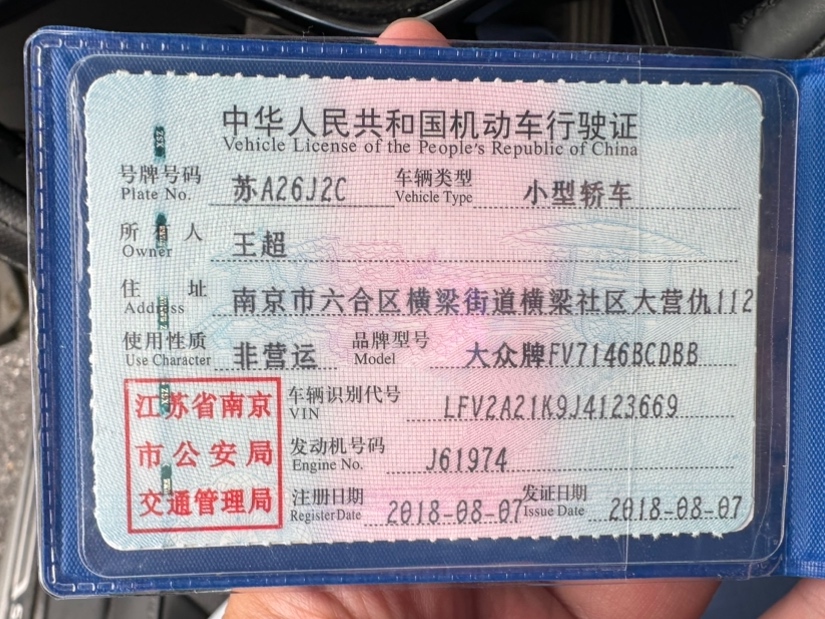 中华人民共和国机动车行驶证
Vehicle License of the People's Republic of China
号牌号码 苏A26J2C 车辆类型 小型轿车
Plate No. Vehicle Type
所有人 王超
Owner
住址 南京市六合区横梁街道横梁社区大营仇112
Address
使用性质 非营运 品牌型号 大众牌FV7146BCDBB
Use Character Model
江苏省南京
市公安局
交通管理局
车辆识别代号 LFV2A21K9J4123669
VIN
发动机号码 J61974
Engine No.
注册日期 2018-08-07 发证日期 2018-08-07
Register Date Issue Date